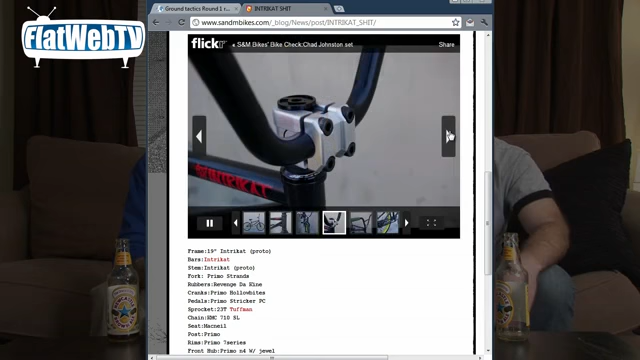 FlatWebTV
Ground tactics Round 1 r
INTRIKAT_SHIT
www.sandmbikes.com/_blog/News/post/INTRIKAT_SHIT/
flickr
S&M Bikes' Bike Check:Chad Johnston set
Share
INTRIKAT
Frame:19" Intrikat (proto)
Bars:Intrikat
Stem:Intrikat (proto)
Fork: Primo Strands
Rubbers:Revenge Da Kine
Cranks:Primo Hollowbites
Pedals:Primo Stricker PC
Sprocket:23T Tuffman
Chain:KMC 710 SL
Seat:Macneil
Post:Primo
Rims:Primo 7series
Front Hub:Primo n4 W/ jewel